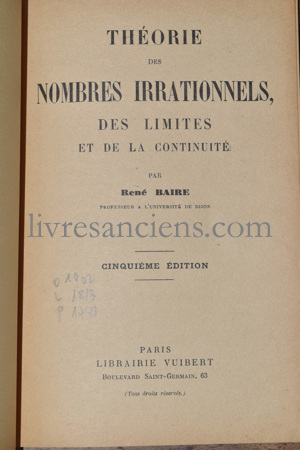 THÉORIE
DES
NOMBRES IRRATIONNELS,
DES LIMITES
ET DE LA CONTINUITÉ
PAR
René BAIRE
PROFESSEUR A L'UNIVERSITÉ DE DIJON
livresanciens.com
CINQUIÈME ÉDITION
PARIS
LIBRAIRIE VUIBERT
BOULEVARD SAINT-GERMAIN, 63
(Tous droits réservés.)